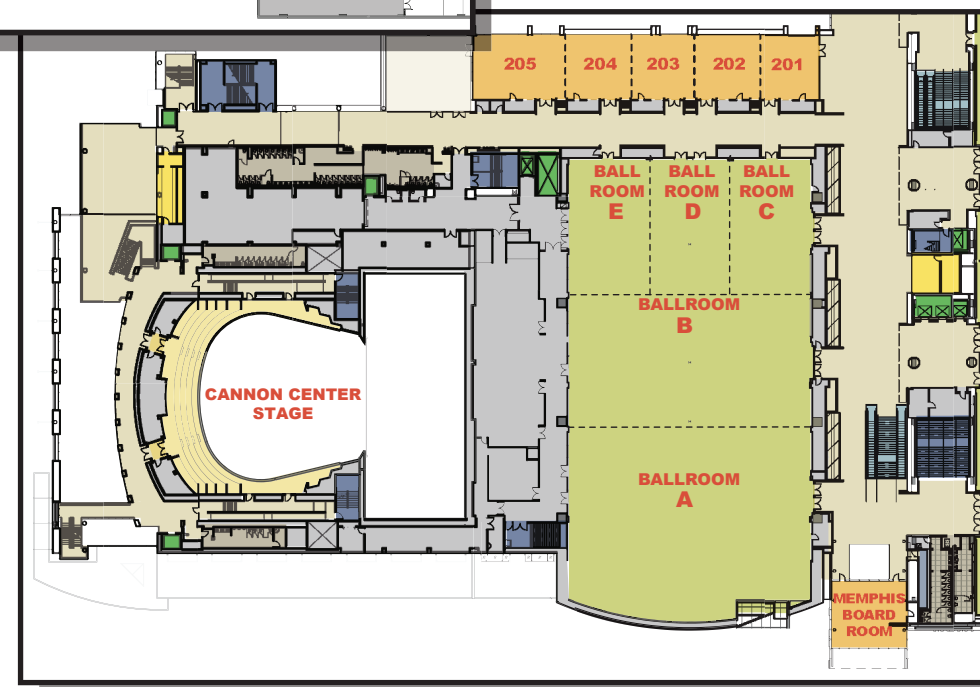 205
204
203
202
201
BALL
ROOM
E
BALL
ROOM
D
BALL
ROOM
C
BALLROOM
B
CANNON CENTER
STAGE
BALLROOM
A
MEMPHIS
BOARD
ROOM